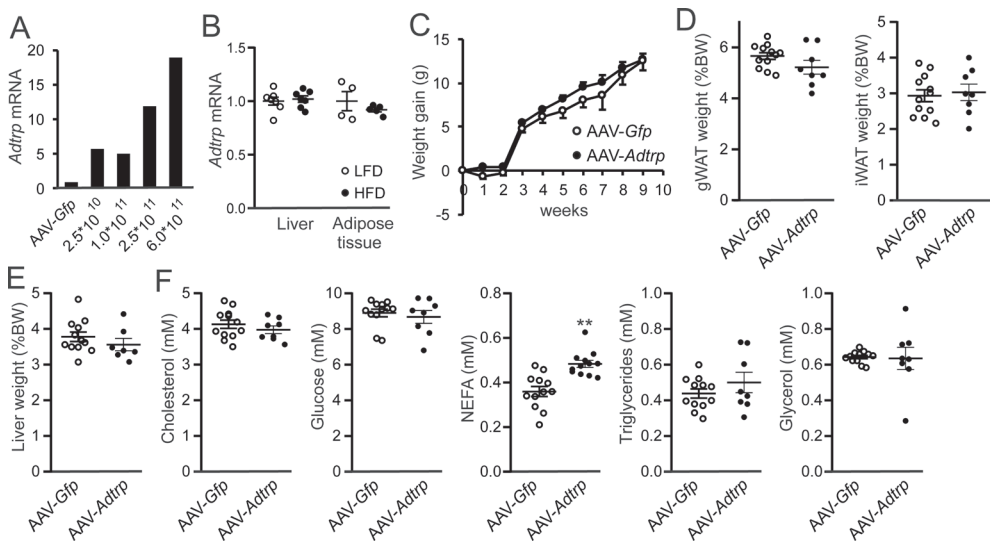 A
Adtrp mRNA
20
15
10
5
0
AAV-Gfp
2.5*10 10
1.0*10 11
2.5*10 11
6.0*10 11
B
Adtrp mRNA
1.5
1.0
0.5
0.0
LFD
HFD
Liver
Adipose
tissue
C
Weight gain (g)
15
10
5
0
-5
AAV-Gfp
AAV-Adtrp
0 1 2 3 4 5 6 7 8 9 10
weeks
D
gWAT weight (%BW)
6
4
2
0
AAV-Gfp
AAV-Adtrp
iWAT weight (%BW)
5
4
3
2
1
0
AAV-Gfp
AAV-Adtrp
E
Liver weight (%BW)
5
4
3
2
1
0
AAV-Gfp
AAV-Adtrp
F
Cholesterol (mM)
5
4
3
2
1
0
AAV-Gfp
AAV-Adtrp
Glucose (mM)
10
8
6
4
2
0
AAV-Gfp
AAV-Adtrp
NEFA (mM)
0.8
0.6
0.4
0.2
0.0
**
AAV-Gfp
AAV-Adtrp
Triglycerides (mM)
1.0
0.8
0.6
0.4
0.2
0.0
AAV-Gfp
AAV-Adtrp
Glycerol (mM)
1.0
0.8
0.6
0.4
0.2
0.0
AAV-Gfp
AAV-Adtrp